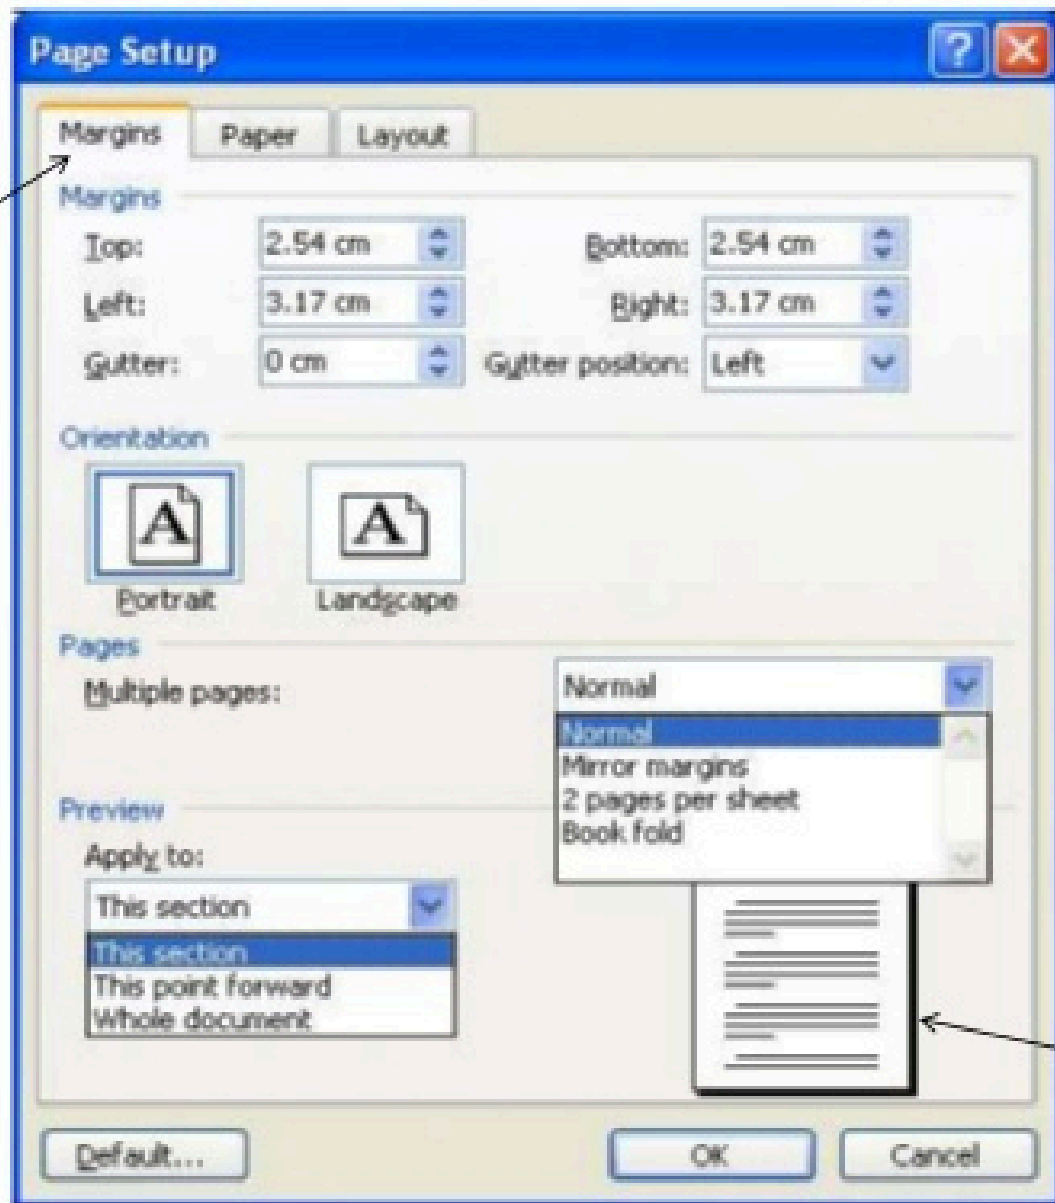 Page Setup
Margins Paper Layout
Margins
Top: 2.54 cm Bottom: 2.54 cm
Left: 3.17 cm Right: 3.17 cm
Gutter: 0 cm Gutter position: Left
Orientation
A A
Portrait Landscape
Pages
Multiple pages: Normal
Normal
Mirror margins
2 pages per sheet
Book fold
Preview
Apply to:
This section
This section
This point forward
Whole document
Default... OK Cancel